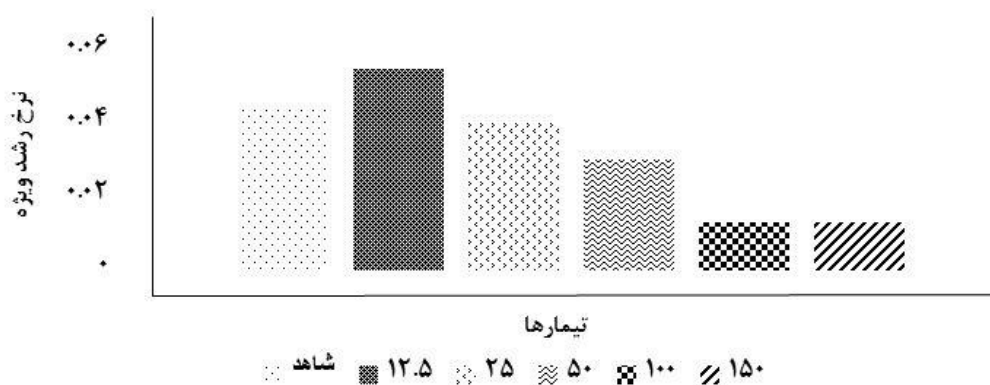 ۰.۰۶
۰.۰۴
۰.۰۲
۰
نرخ رشد ویژه
تیمارها
شاهد ۱۲.۵ ۲۵ ۵۰ ۱۰۰ ۱۵۰